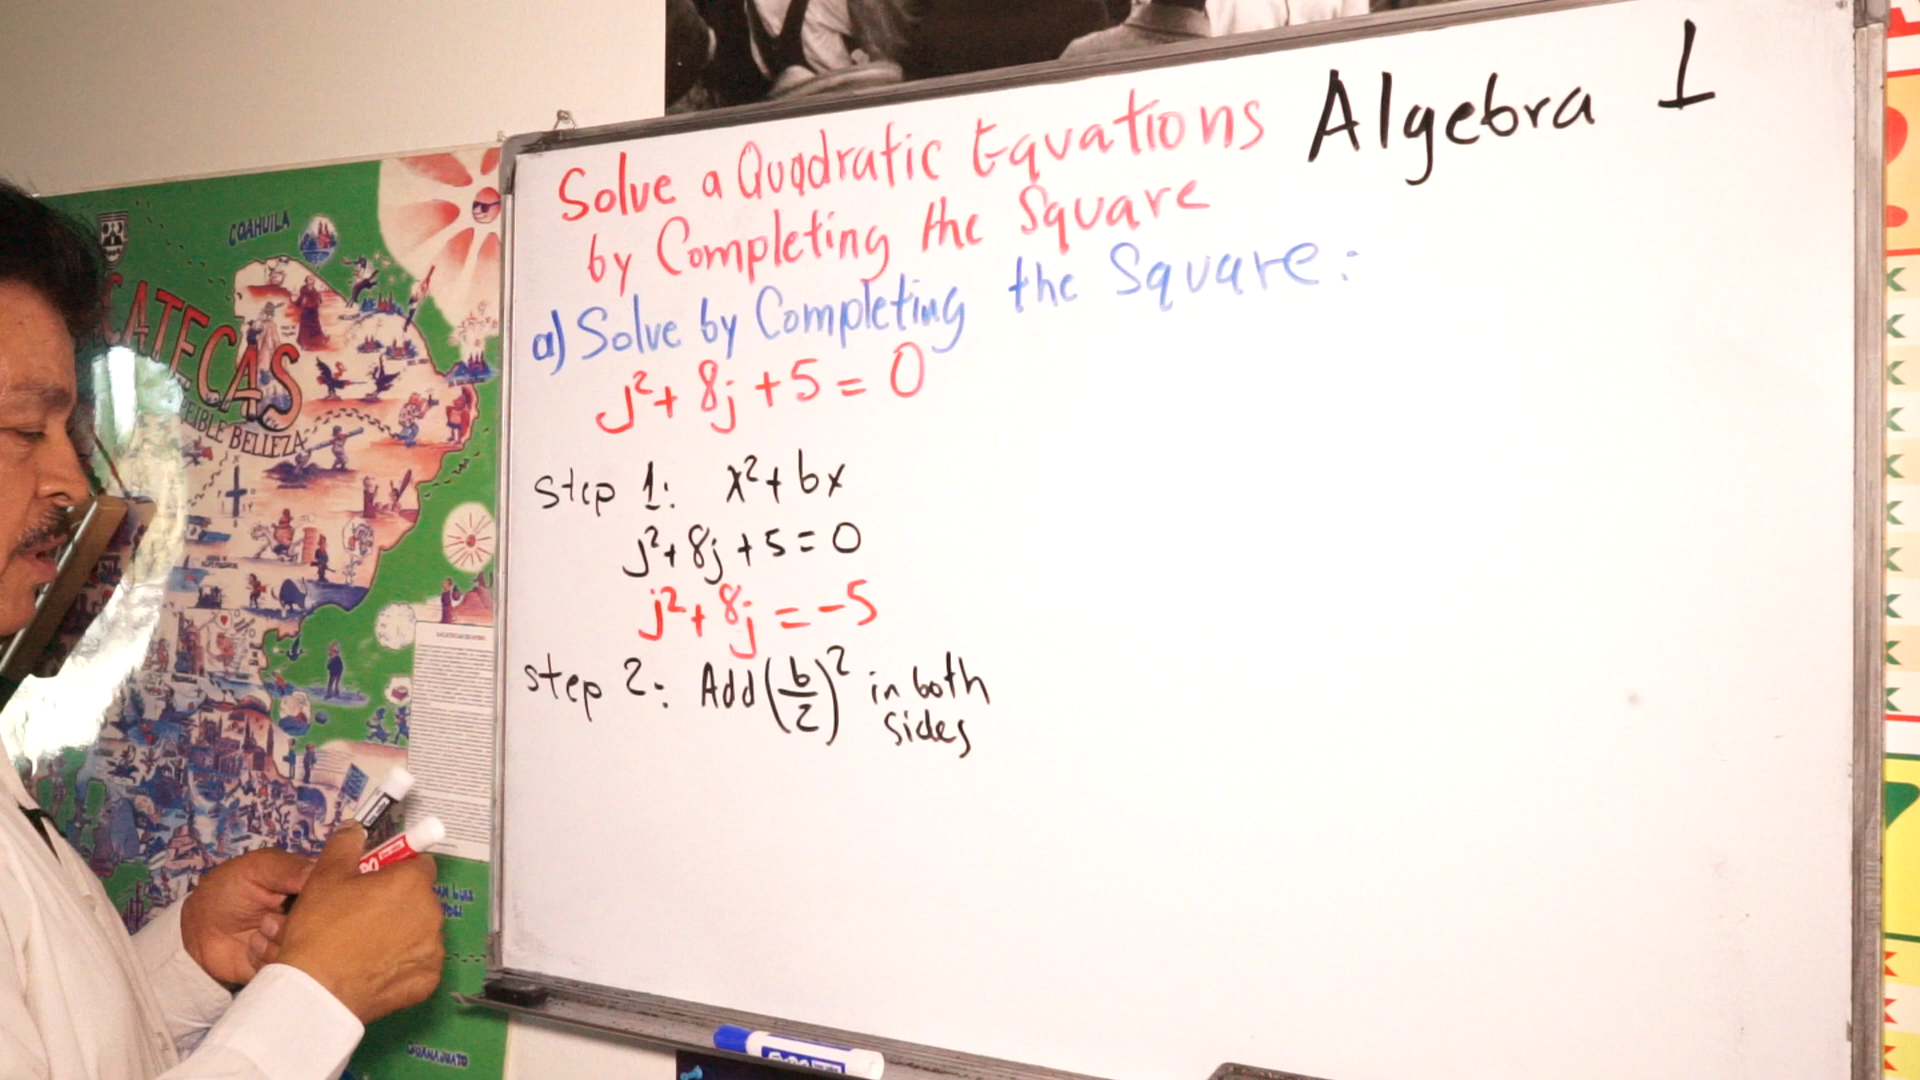 Solve a Quadratic Equations Algebra 1
by Completing the Square
a) Solve by Completing the Square:
j²+ 8j +5 = 0
step 1: x²+ bx
j²+ 8j +5=0
j²+ 8j =-5
step 2: Add (b/2)² in both
sides
COAHUILA
CATECAS
BELLEZA
GUANAJUATO